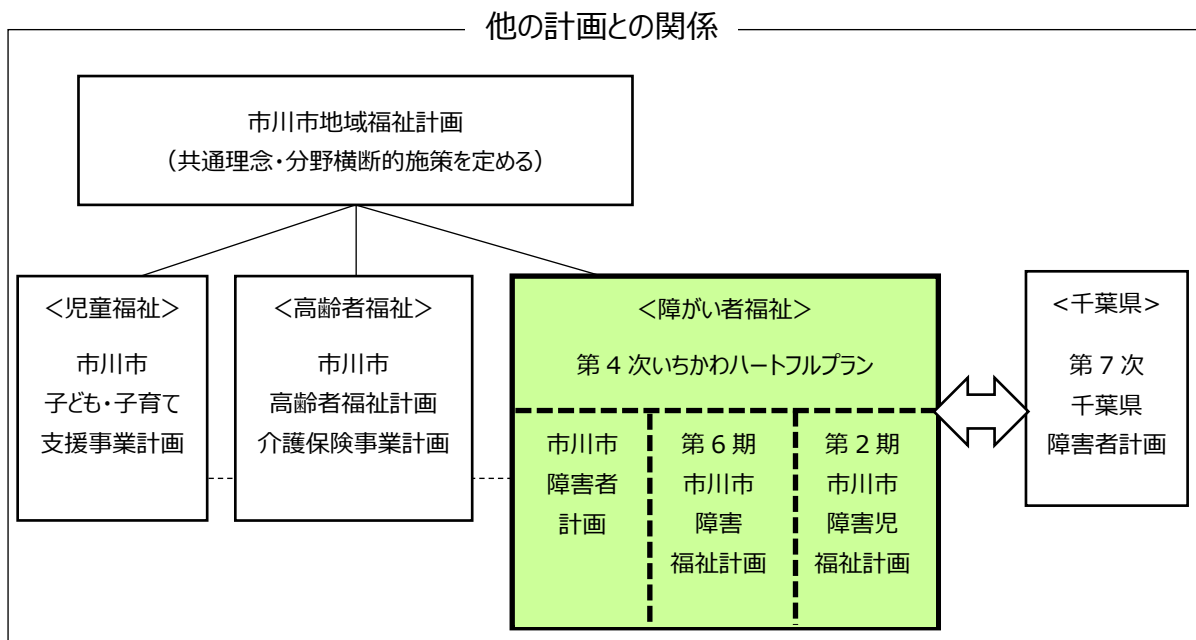 他の計画との関係
市川市地域福祉計画
（共通理念・分野横断的施策を定める）
＜児童福祉＞
市川市
子ども・子育て
支援事業計画
＜高齢者福祉＞
市川市
高齢者福祉計画
介護保険事業計画
＜障がい者福祉＞
第４次いちかわハートフルプラン
市川市
障害者
計画
第６期
市川市
障害
福祉計画
第２期
市川市
障害児
福祉計画
＜千葉県＞
第７次
千葉県
障害者計画